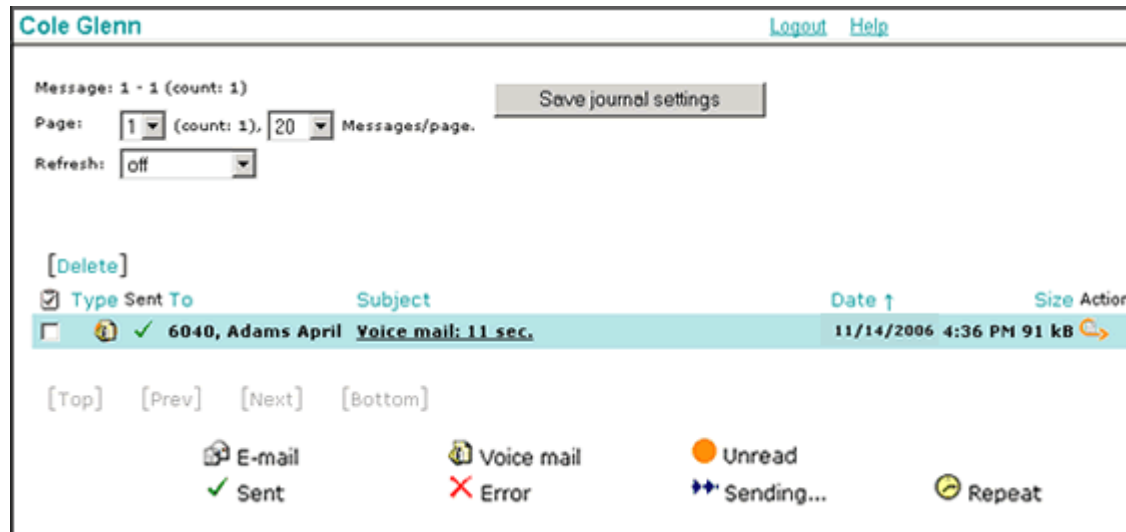 Cole Glenn Logout Help
Message: 1 - 1 (count: 1)
Save journal settings
Page: 1 (count: 1), 20 Messages/page.
Refresh: off
[Delete]
Type Sent To Subject Date ↑ Size Action
6040, Adams April Voice mail: 11 sec. 11/14/2006 4:36 PM 91 kB
[Top] [Prev] [Next] [Bottom]
E-mail Voice mail Unread
Sent Error Sending... Repeat